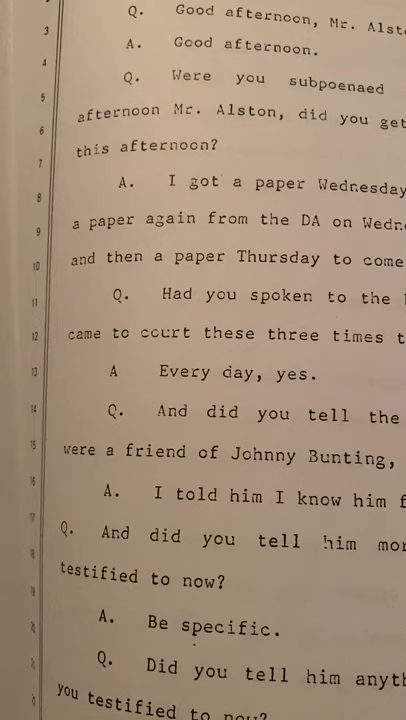 3 Q. Good afternoon, Mr. Alst
4 A. Good afternoon.
5 Q. Were you subpoenaed
6 afternoon Mr. Alston, did you get
7 this afternoon?
8 A. I got a paper Wednesday
9 a paper again from the DA on Wedn
10 and then a paper Thursday to come
11 Q. Had you spoken to the
12 came to court these three times t
13 A Every day, yes.
14 Q. And did you tell the
15 were a friend of Johnny Bunting,
16 A. I told him I know him f
17 Q. And did you tell him mor
18 testified to now?
19 A. Be specific.
20 Q. Did you tell him anyth
21 you testified to now?